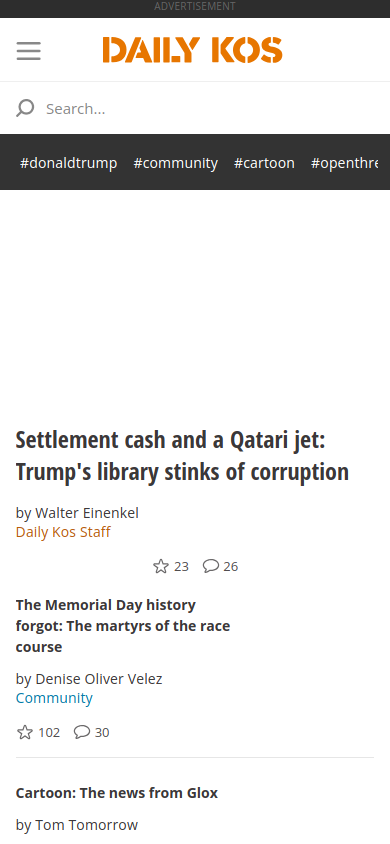 ADVERTISEMENT
DAILY KOS
Search...
#donaldtrump #community #cartoon #openthre
Settlement cash and a Qatari jet:
Trump's library stinks of corruption
by Walter Einenkel
Daily Kos Staff
23 26
The Memorial Day history
forgot: The martyrs of the race
course
by Denise Oliver Velez
Community
102 30
Cartoon: The news from Glox
by Tom Tomorrow